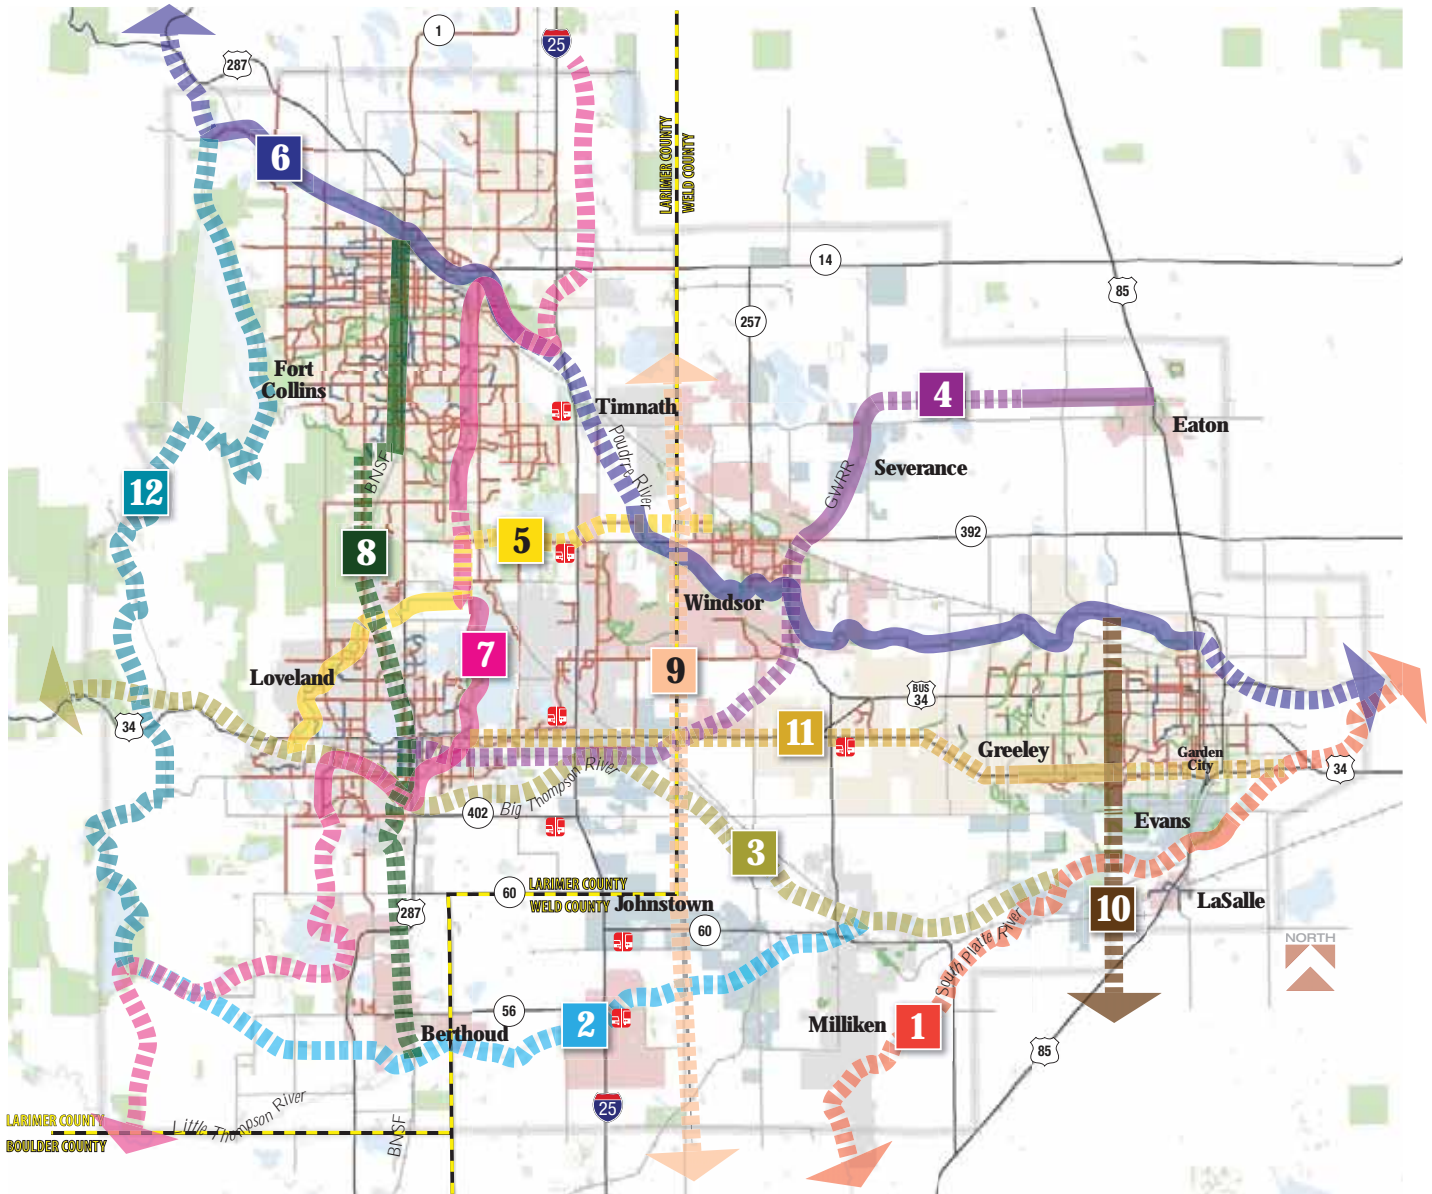 1
25
287
LARIMER COUNTY
WELD COUNTY
6
14
85
257
Fort
Collins
Timnath
4
Eaton
Poudre River
BNSF
GWRR
Severance
12
5
392
8
Windsor
7
9
Loveland
BUS
34
34
11
Greeley
Garden
City
34
Big Thompson River
402
3
Evans
60
LARIMER COUNTY
WELD COUNTY
Johnstown
287
60
10
LaSalle
South Platte River
NORTH
56
2
Berthoud
Milliken
1
85
25
LARIMER COUNTY
BOULDER COUNTY
Little Thompson River
BNSF